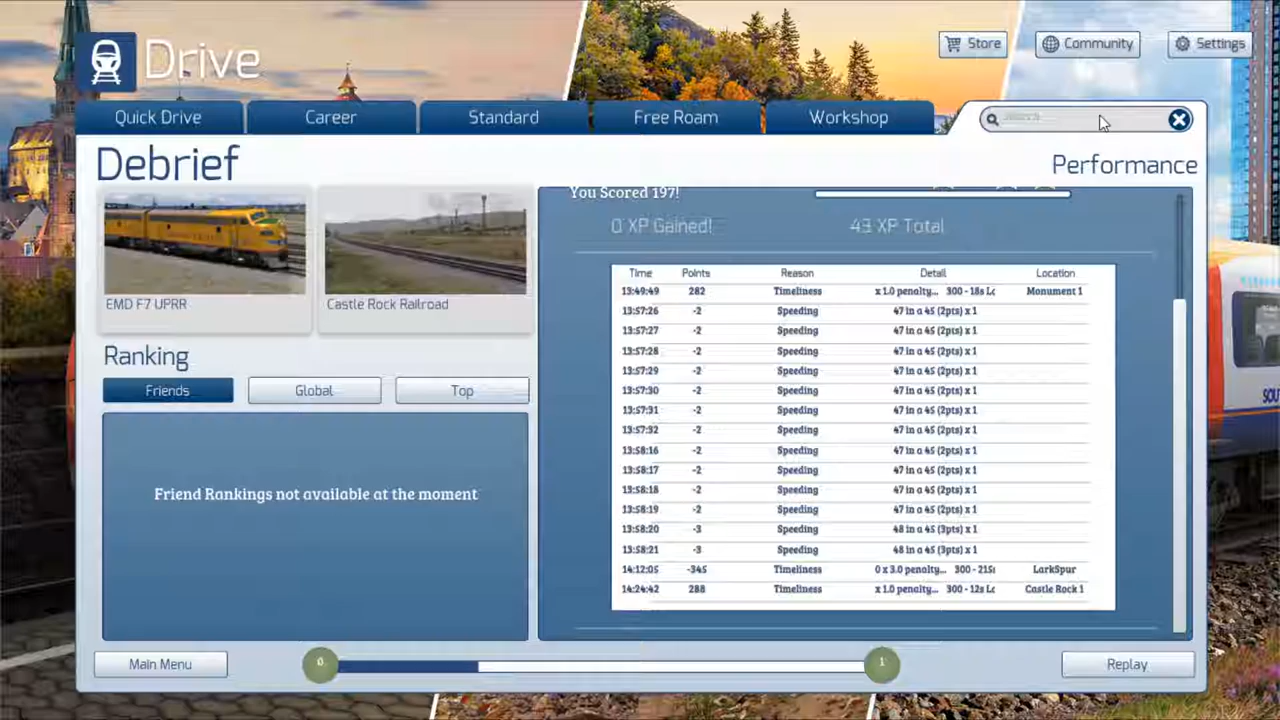 Drive
Store
Community
Settings
Quick Drive
Career
Standard
Free Roam
Workshop
Debrief
Performance
EMD F7 UPRR
Castle Rock Railroad
Ranking
Friends
Global
Top
Friend Rankings not available at the moment
You Scored 197!
0 XP Gained!
43 XP Total
Time Points Reason Detail Location
13:49:49 282 Timeliness x 1.0 penalty... 300 - 18s Monument 1
13:57:26 -2 Speeding 47 in a 45 (2pts) x 1
13:57:27 -2 Speeding 47 in a 45 (2pts) x 1
13:57:28 -2 Speeding 47 in a 45 (2pts) x 1
13:57:29 -2 Speeding 47 in a 45 (2pts) x 1
13:57:30 -2 Speeding 47 in a 45 (2pts) x 1
13:57:31 -2 Speeding 47 in a 45 (2pts) x 1
13:57:32 -2 Speeding 47 in a 45 (2pts) x 1
13:58:16 -2 Speeding 47 in a 45 (2pts) x 1
13:58:17 -2 Speeding 47 in a 45 (2pts) x 1
13:58:18 -2 Speeding 47 in a 45 (2pts) x 1
13:58:19 -2 Speeding 47 in a 45 (2pts) x 1
13:58:20 -3 Speeding 48 in a 45 (3pts) x 1
13:58:21 -3 Speeding 48 in a 45 (3pts) x 1
14:12:05 -345 Timeliness 0 x 3.0 penalty... 300 - 215s LarkSpur
14:24:42 288 Timeliness x 1.0 penalty... 300 - 12s Castle Rock 1
Main Menu
0
1
Replay